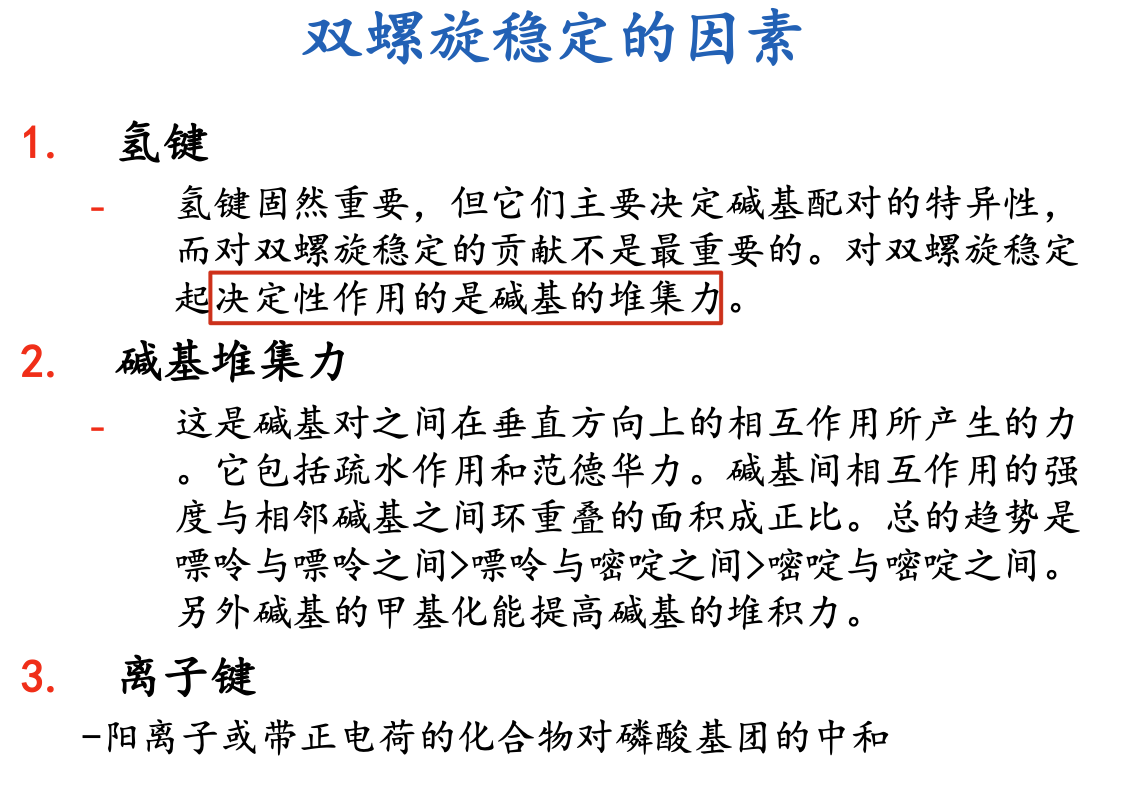 双螺旋稳定的因素
1. 氢键
- 氢键固然重要，但它们主要决定碱基配对的特异性，
而对双螺旋稳定的贡献不是最重要的。对双螺旋稳定
起决定性作用的是碱基的堆集力。
2. 碱基堆集力
- 这是碱基对之间在垂直方向上的相互作用所产生的力
。它包括疏水作用和范德华力。碱基间相互作用的强
度与相邻碱基之间环重叠的面积成正比。总的趋势是
嘌呤与嘌呤之间>嘌呤与嘧啶之间>嘧啶与嘧啶之间。
另外碱基的甲基化能提高碱基的堆积力。
3. 离子键
-阳离子或带正电荷的化合物对磷酸基团的中和